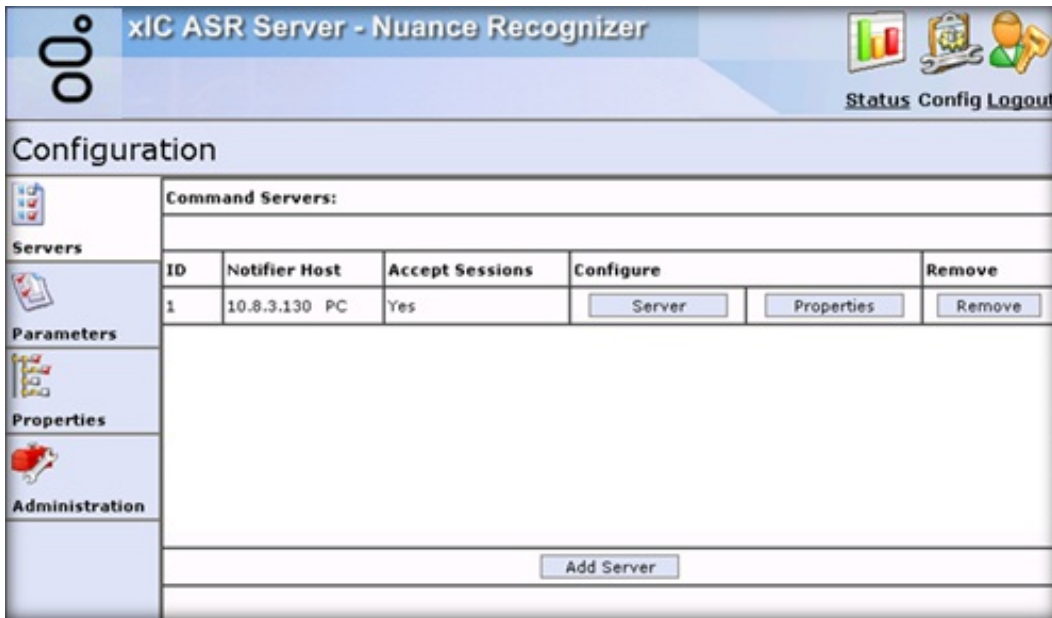 xIC ASR Server - Nuance Recognizer
Status Config Logout
Configuration
Servers
Parameters
Properties
Administration
Command Servers:
ID Notifier Host Accept Sessions Configure Remove
1 10.8.3.130 PC Yes Server Properties Remove
Add Server